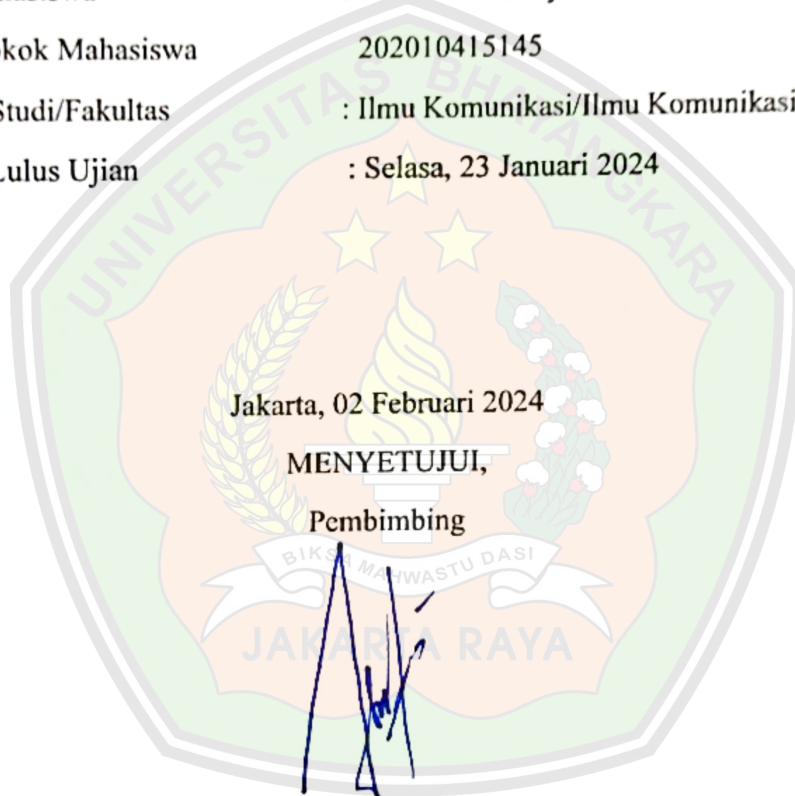 kok Mahasiswa 202010415145
Studi/Fakultas : Ilmu Komunikasi/Ilmu Komunikasi
Lulus Ujian : Selasa, 23 Januari 2024
UNIVERSITAS BHAYANGKARA
Jakarta, 02 Februari 2024
MENYETUJUI,
Pembimbing
BIKSA MAHWASTU DASI
JAKARTA RAYA